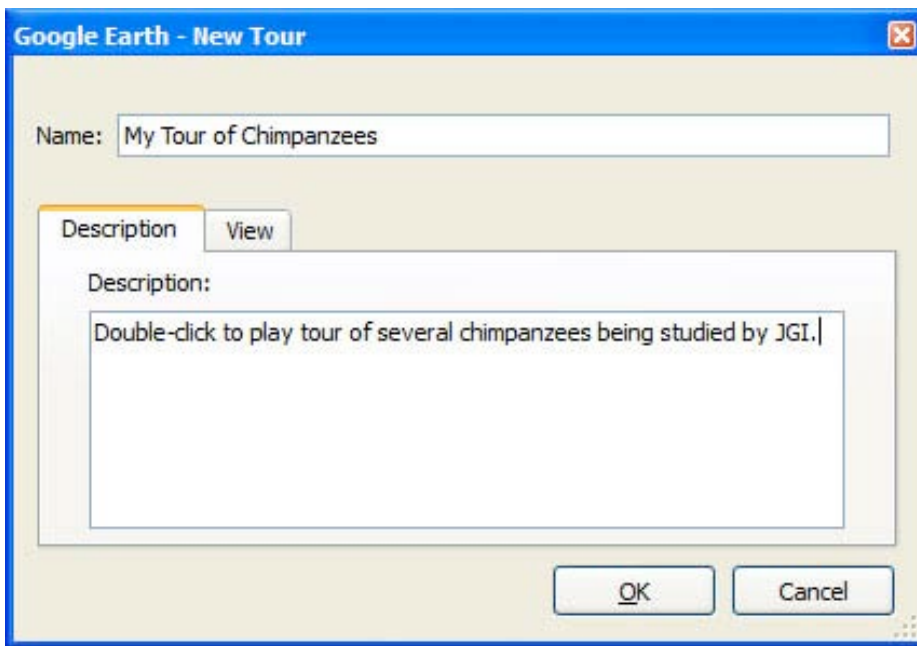 Google Earth - New Tour
Name: My Tour of Chimpanzees
Description View
Description:
Double-click to play tour of several chimpanzees being studied by JGI.
OK Cancel